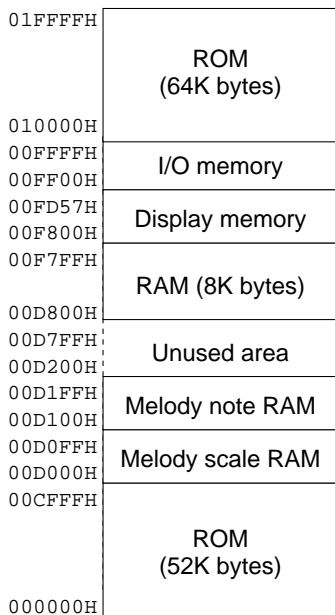 01FFFFH
ROM
(64K bytes)
010000H
00FFFFH
I/O memory
00FF00H
00FD57H
Display memory
00F800H
00F7FFH
RAM (8K bytes)
00D800H
00D7FFH
Unused area
00D200H
00D1FFH
Melody note RAM
00D100H
00D0FFH
Melody scale RAM
00D000H
00CFFFH
ROM
(52K bytes)
000000H